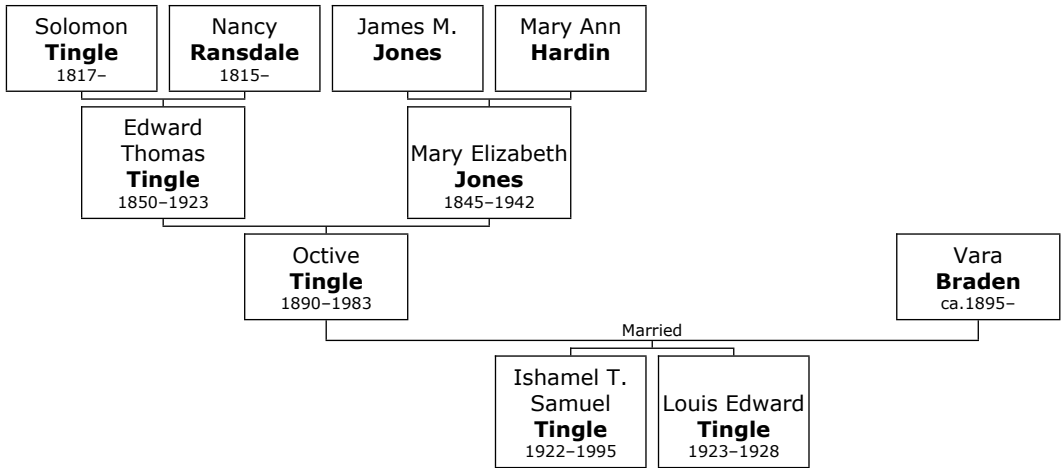 Solomon
Tingle
1817–
Nancy
Ransdale
1815–
James M.
Jones
Mary Ann
Hardin
Edward
Thomas
Tingle
1850–1923
Mary Elizabeth
Jones
1845–1942
Octive
Tingle
1890–1983
Vara
Braden
ca.1895–
Married
Ishamel T.
Samuel
Tingle
1922–1995
Louis Edward
Tingle
1923–1928